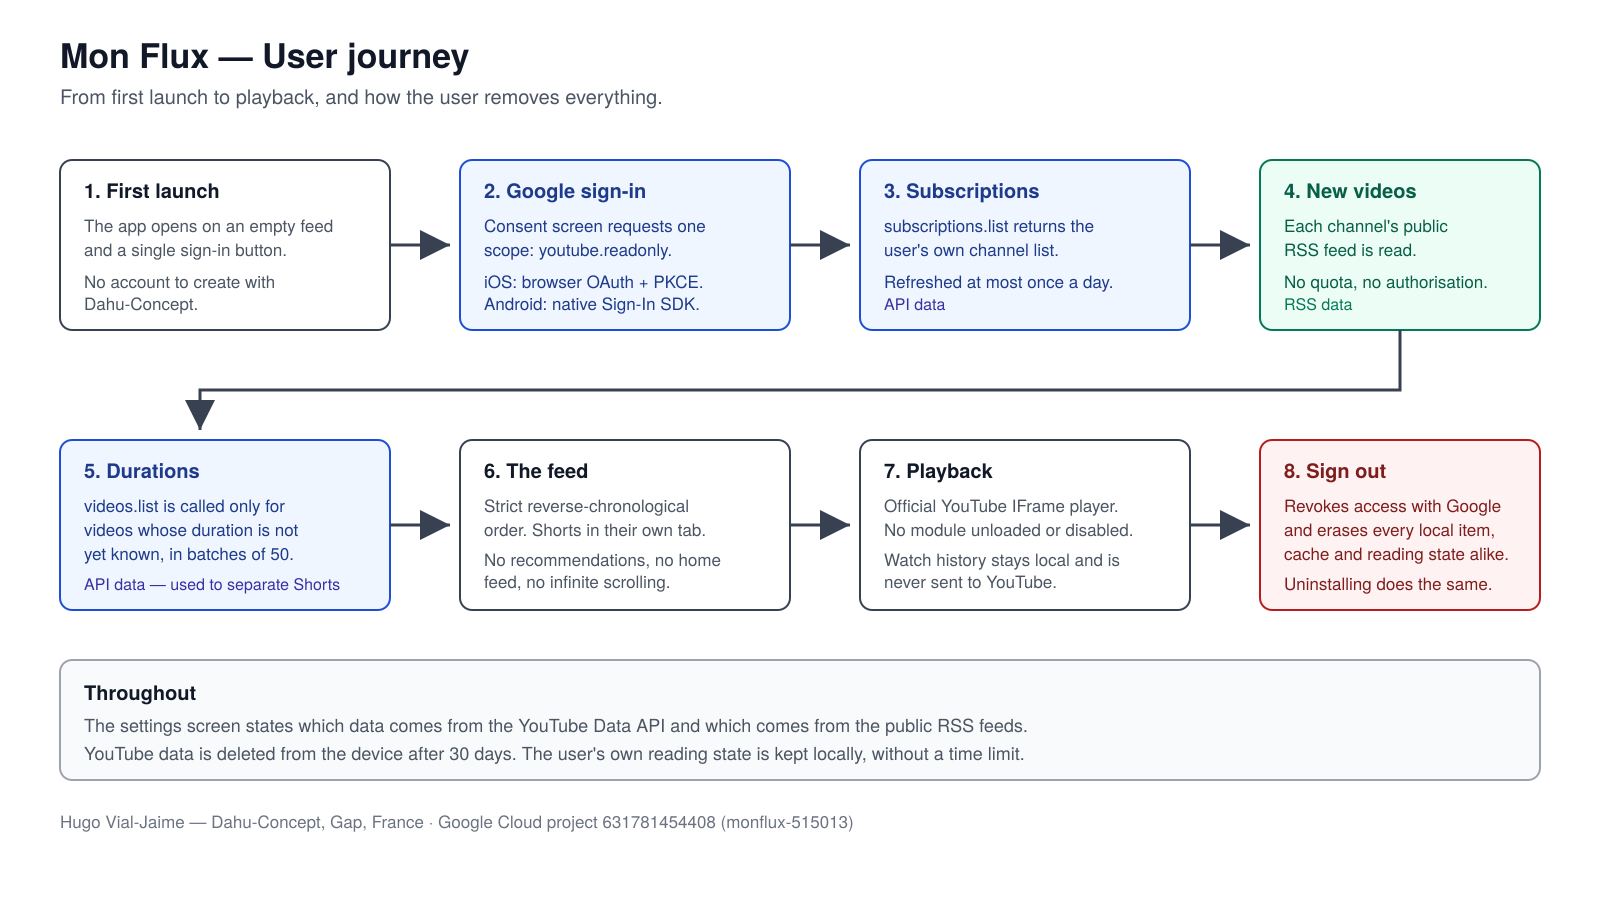 Mon Flux — User journey
From first launch to playback, and how the user removes everything.
1. First launch
The app opens on an empty feed
and a single sign-in button.
No account to create with
Dahu-Concept.
2. Google sign-in
Consent screen requests one
scope: youtube.readonly.
iOS: browser OAuth + PKCE.
Android: native Sign-In SDK.
3. Subscriptions
subscriptions.list returns the
user's own channel list.
Refreshed at most once a day.
API data
4. New videos
Each channel's public
RSS feed is read.
No quota, no authorisation.
RSS data
5. Durations
videos.list is called only for
videos whose duration is not
yet known, in batches of 50.
API data — used to separate Shorts
6. The feed
Strict reverse-chronological
order. Shorts in their own tab.
No recommendations, no home
feed, no infinite scrolling.
7. Playback
Official YouTube IFrame player.
No module unloaded or disabled.
Watch history stays local and is
never sent to YouTube.
8. Sign out
Revokes access with Google
and erases every local item,
cache and reading state alike.
Uninstalling does the same.
Throughout
The settings screen states which data comes from the YouTube Data API and which comes from the public RSS feeds.
YouTube data is deleted from the device after 30 days. The user's own reading state is kept locally, without a time limit.
Hugo Vial-Jaime — Dahu-Concept, Gap, France · Google Cloud project 631781454408 (monflux-515013)